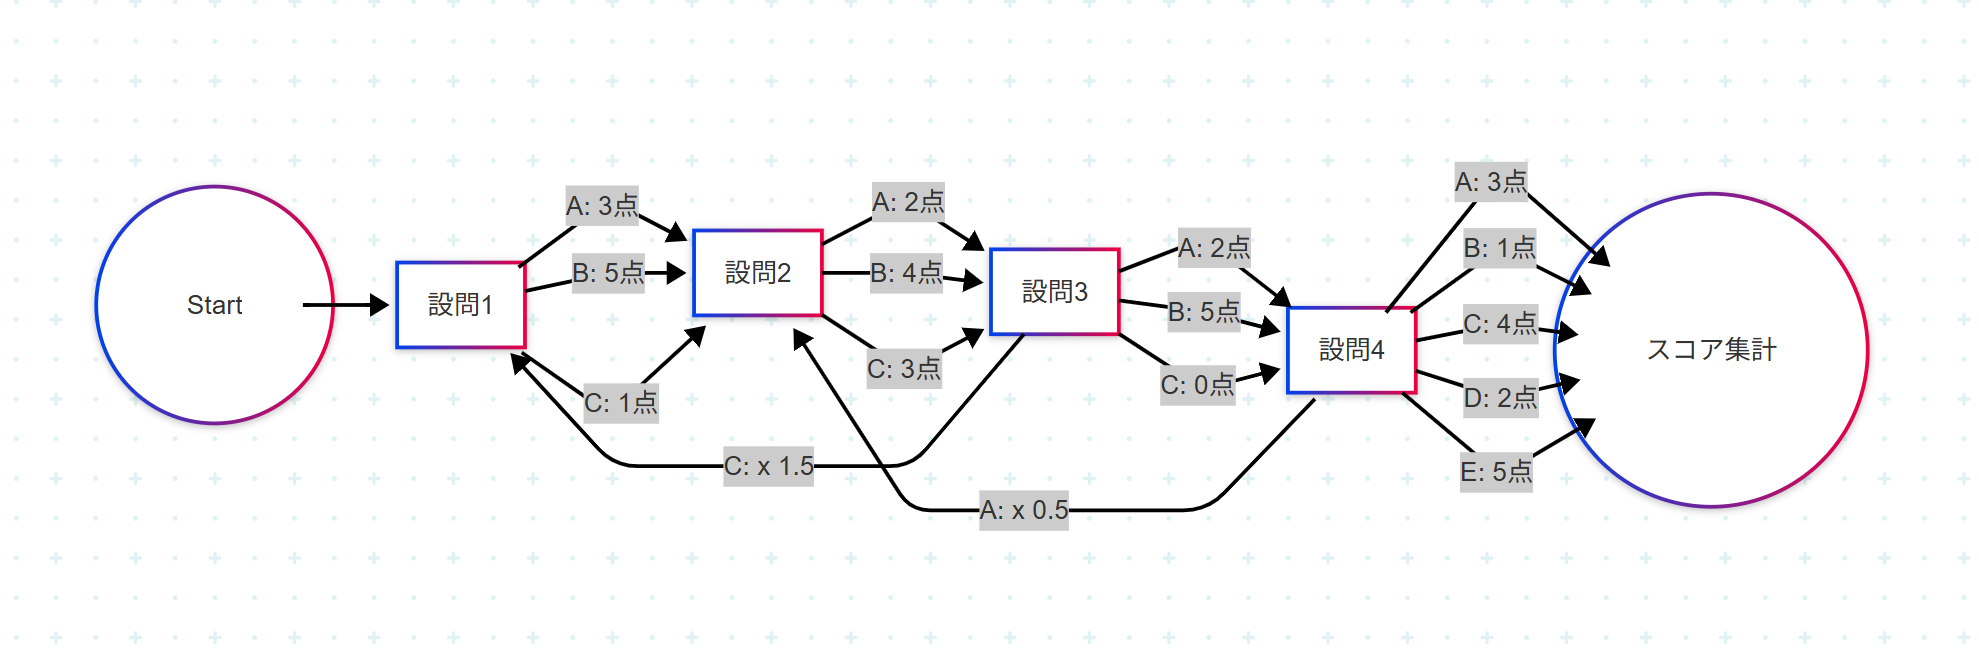 Start
設問1
A: 3点
B: 5点
C: 1点
設問2
A: 2点
B: 4点
C: 3点
設問3
A: 2点
B: 5点
C: 0点
C: x 1.5
設問4
A: 3点
B: 1点
C: 4点
D: 2点
E: 5点
A: x 0.5
スコア集計